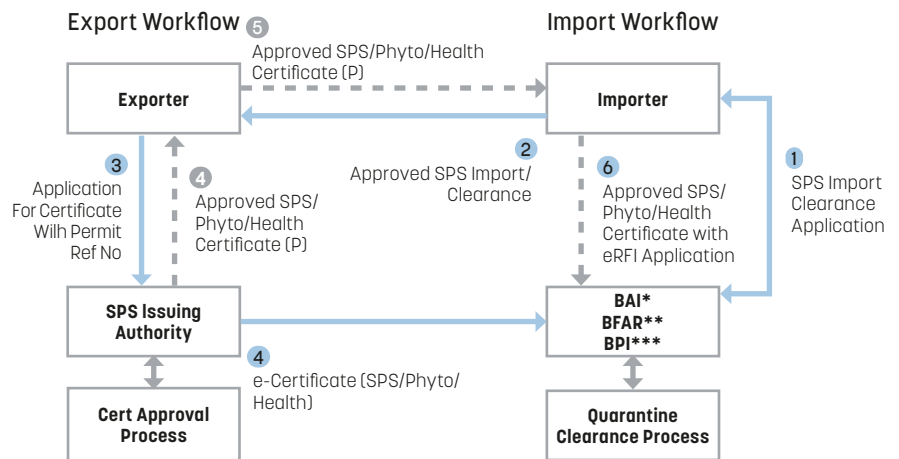 Export Workflow
Import Workflow
5
Approved SPS/Phyto/Health
Certificate (P)
Exporter
Importer
3
Application
For Certificate
Wilh Permit
Ref No
4
Approved SPS/
Phyto/Health
Certificate (P)
2
Approved SPS Import/
Clearance
6
Approved SPS/
Phyto/Health
Certificate with
eRFI Application
1
SPS Import
Clearance
Application
SPS Issuing
Authority
BAI*
BFAR**
BPI***
4
e-Certificate (SPS/Phyto/
Health)
Cert Approval
Process
Quarantine
Clearance Process